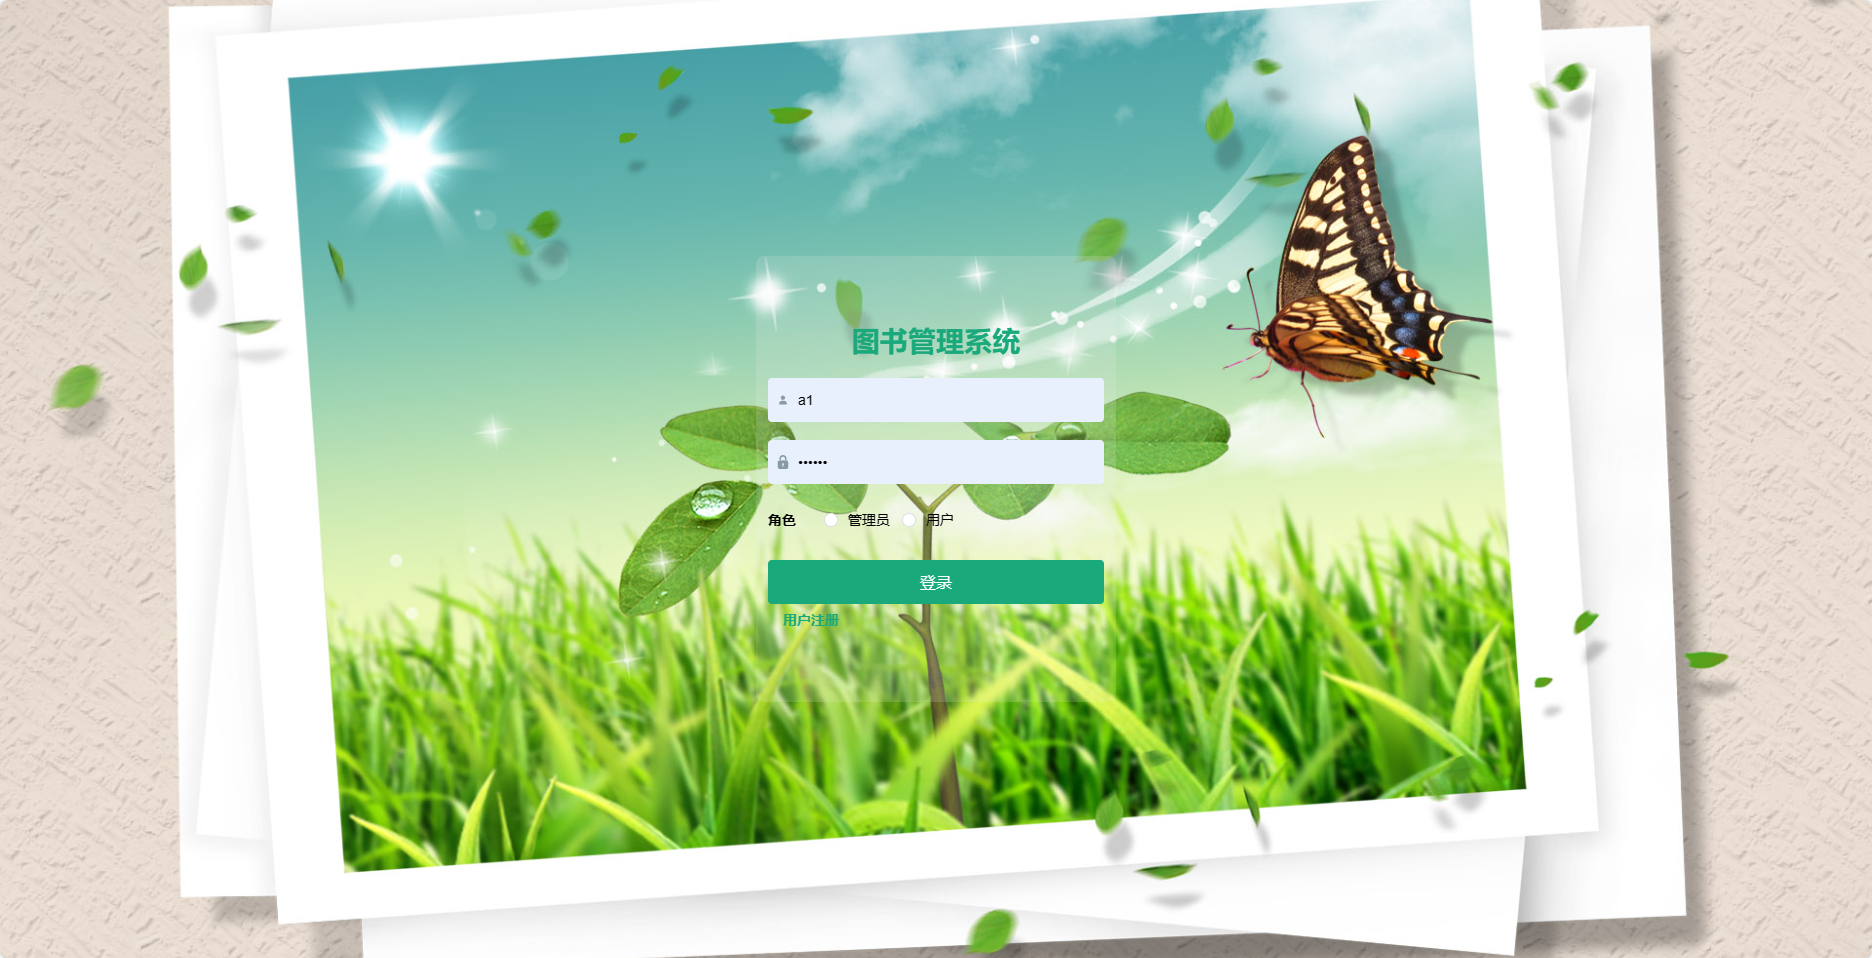 图书管理系统
a1
••••••
角色 管理员 用户
登录
用户注册